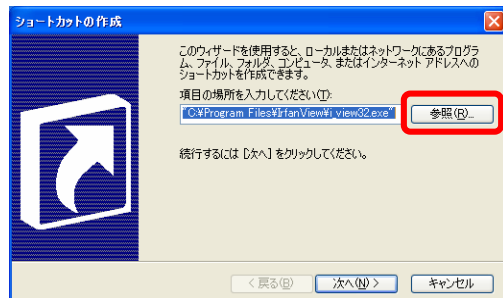 ショートカットの作成
このウィザードを使用すると、ローカルまたはネットワークにあるプログラ
ム、ファイル、フォルダ、コンピュータ、またはインターネット アドレスへの
ショートカットを作成できます。
項目の場所を入力してください(T):
"C:¥Program Files¥IrfanView¥i_view32.exe"
参照(R)...
続行するには [次へ] をクリックしてください。
< 戻る(B)
次へ(N) >
キャンセル